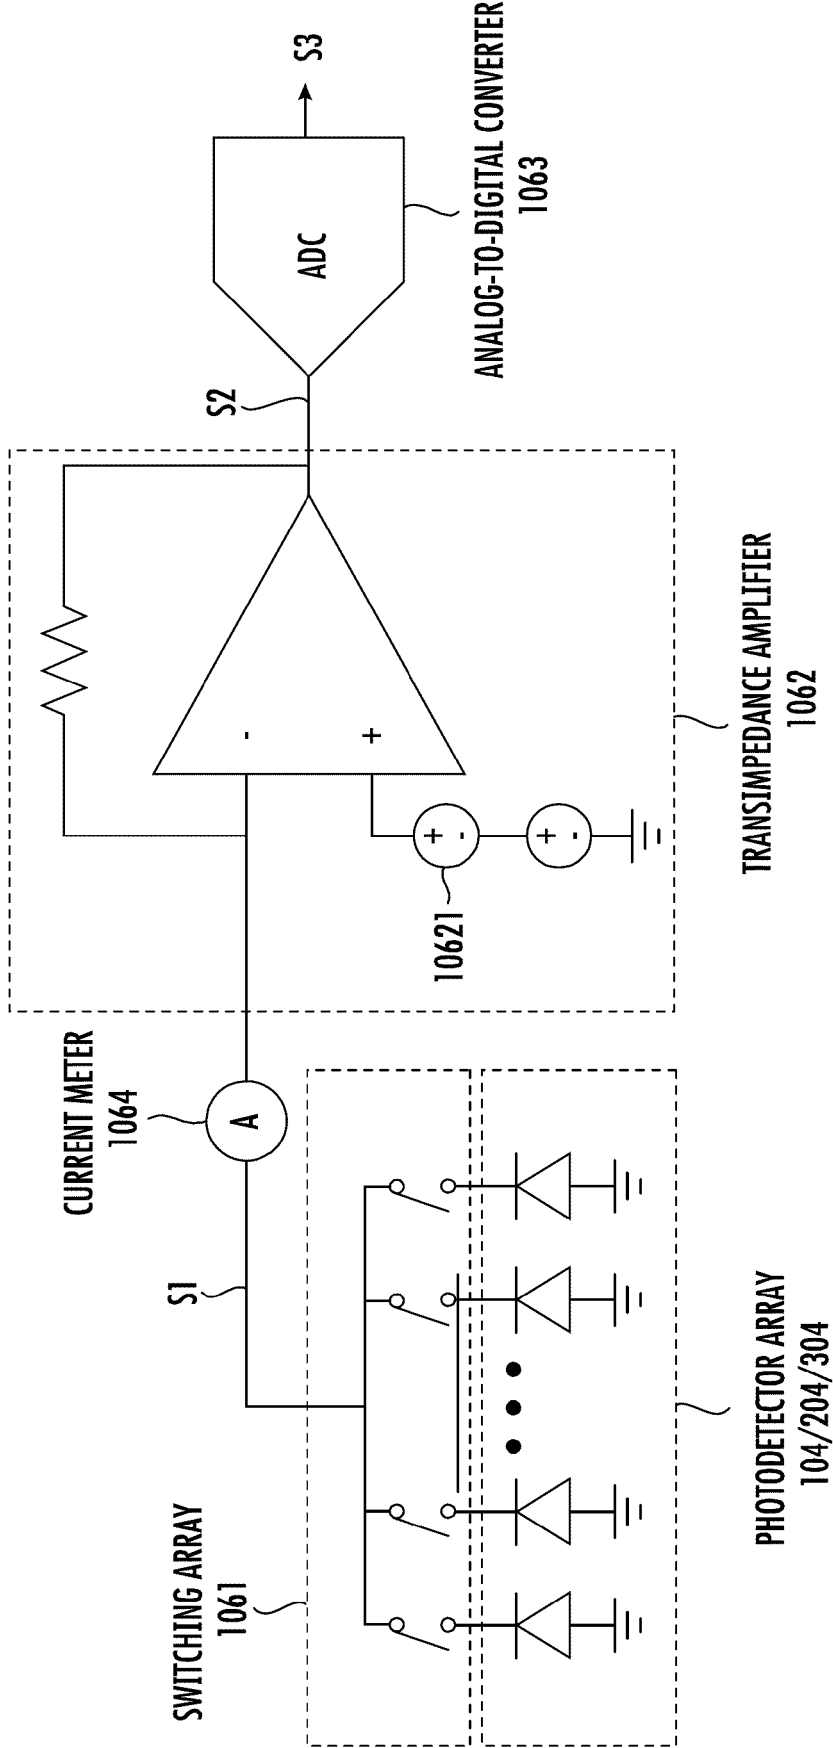 SWITCHING ARRAY
1061
S1
CURRENT METER
1064
A
PHOTODETECTOR ARRAY
104/204/304
-
+
+
-
+
-
10621
TRANSIMPEDANCE AMPLIFIER
1062
S2
ADC
S3
ANALOG-TO-DIGITAL CONVERTER
1063